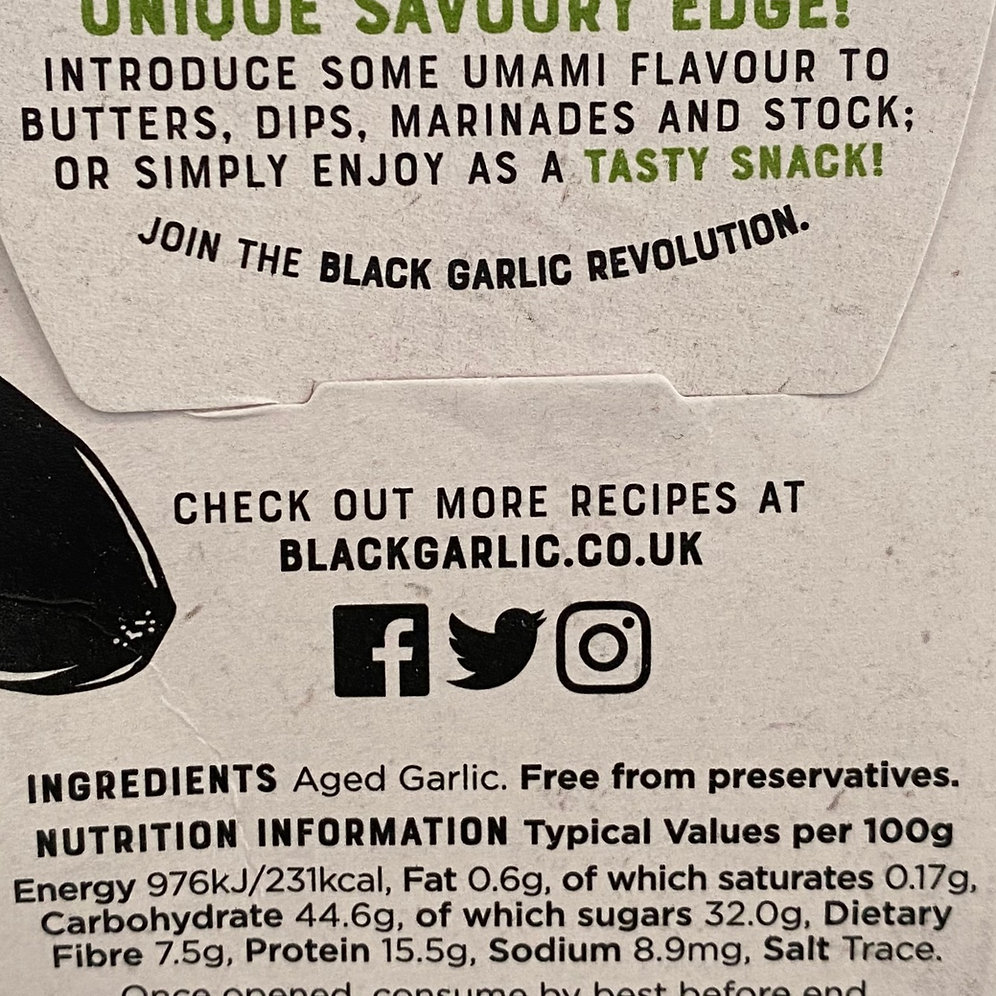 UNIQUE SAVOURY EDGE!
INTRODUCE SOME UMAMI FLAVOUR TO
BUTTERS, DIPS, MARINADES AND STOCK;
OR SIMPLY ENJOY AS A TASTY SNACK!
JOIN THE BLACK GARLIC REVOLUTION.
CHECK OUT MORE RECIPES AT
BLACKGARLIC.CO.UK
INGREDIENTS Aged Garlic. Free from preservatives.
NUTRITION INFORMATION Typical Values per 100g
Energy 976kJ/231kcal, Fat 0.6g, of which saturates 0.17g,
Carbohydrate 44.6g, of which sugars 32.0g, Dietary
Fibre 7.5g, Protein 15.5g, Sodium 8.9mg, Salt Trace.
Once opened, consume by best before end